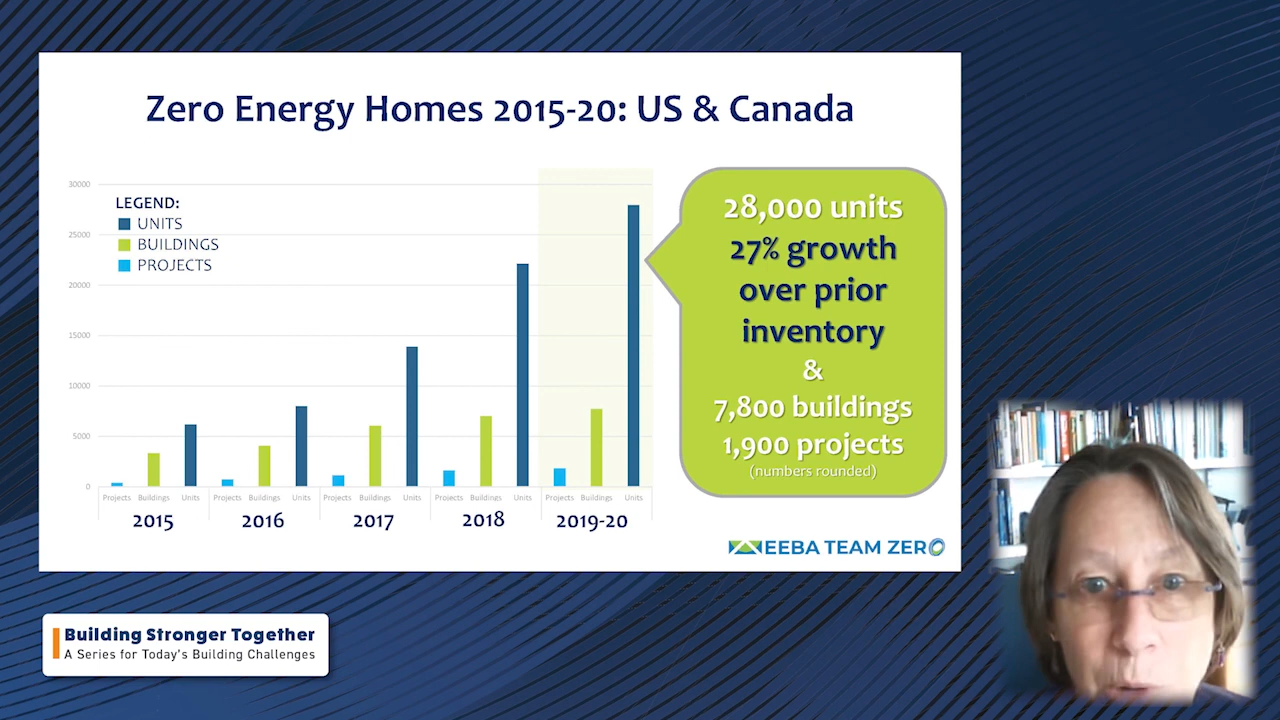 Zero Energy Homes 2015-20: US & Canada
30000
25000
20000
15000
10000
5000
0
LEGEND:
UNITS
BUILDINGS
PROJECTS
Projects Buildings Units Projects Buildings Units Projects Buildings Units Projects Buildings Units Projects Buildings Units
2015 2016 2017 2018 2019-20
28,000 units
27% growth
over prior
inventory
&
7,800 buildings
1,900 projects
(numbers rounded)
EEBA TEAM ZERO
Building Stronger Together
A Series for Today's Building Challenges